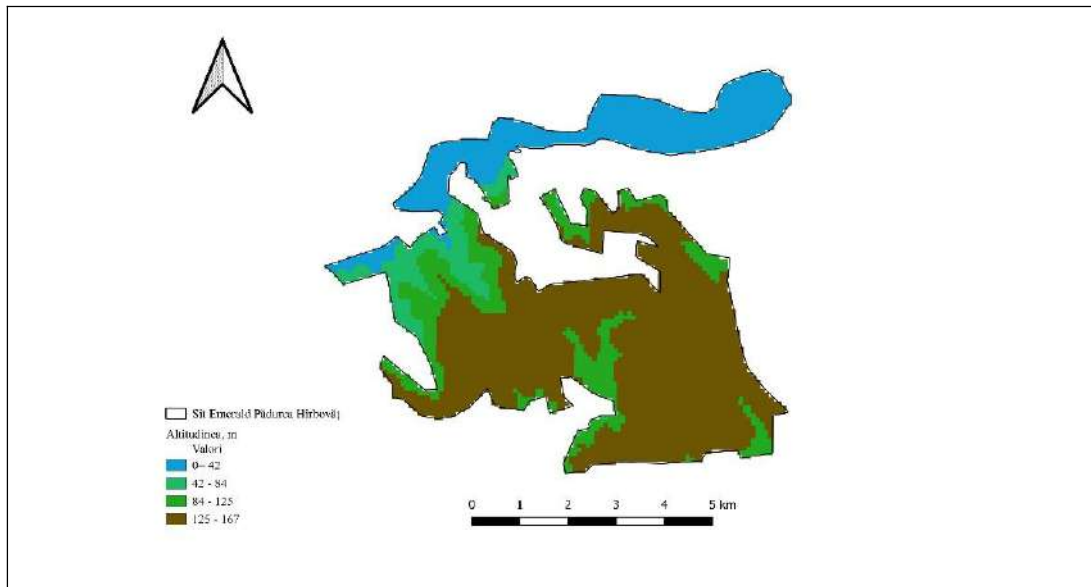 Sit Emerald Pădurea Hîrbovăț
Altitudinea, m
Valori
0– 42
42 - 84
84 - 125
125 - 167
0 1 2 3 4 5 km